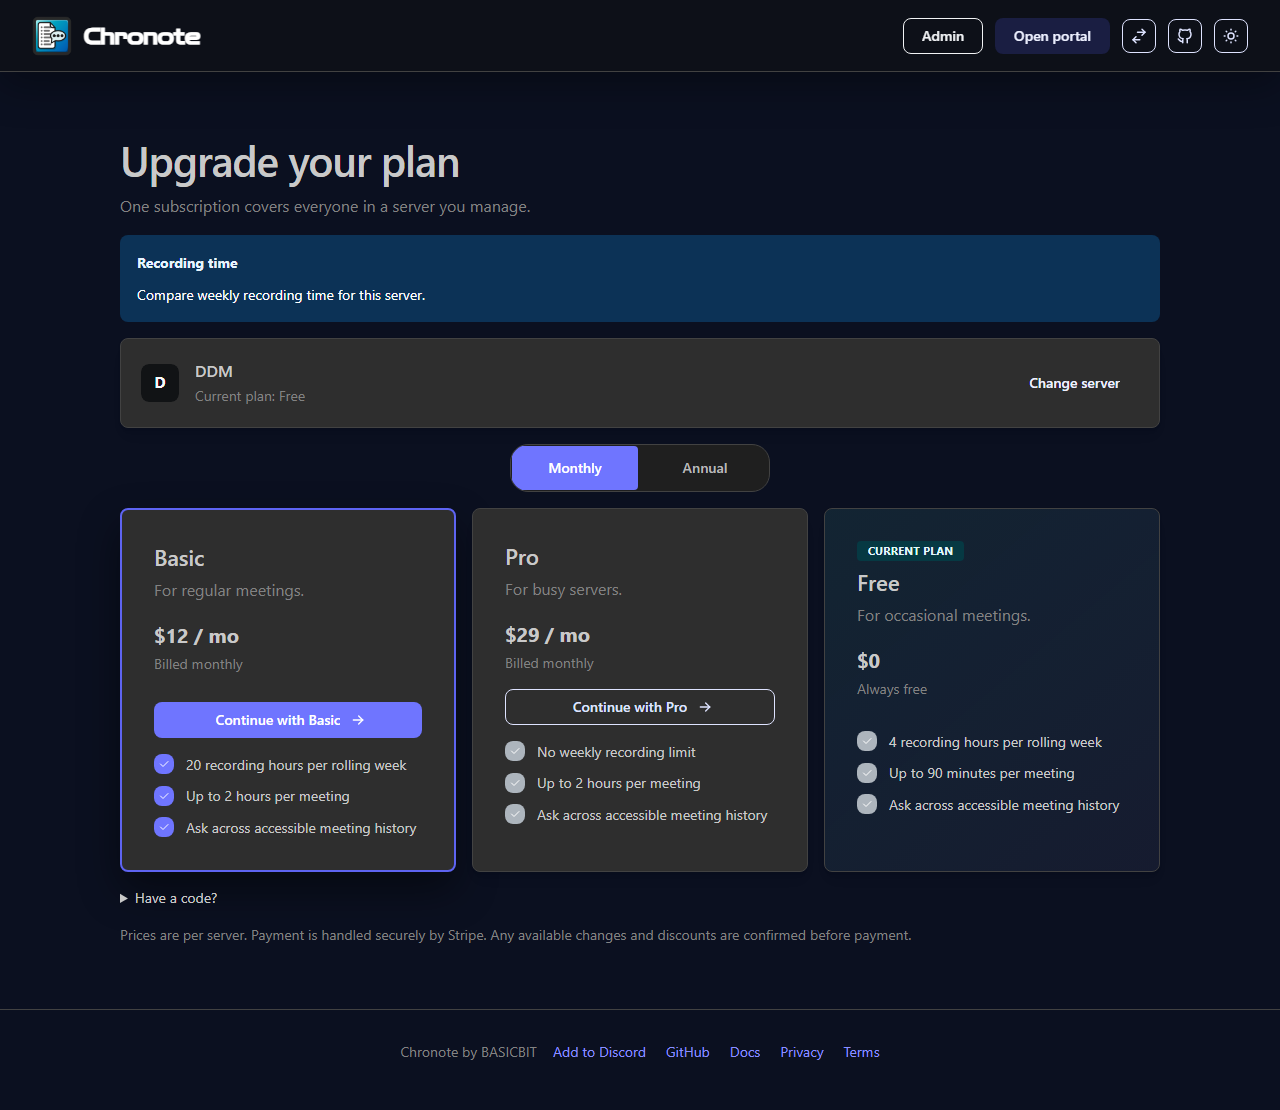 Chronote
Admin
Open portal
Upgrade your plan
One subscription covers everyone in a server you manage.
Recording time
Compare weekly recording time for this server.
D
DDM
Current plan: Free
Change server
Monthly
Annual
Basic
For regular meetings.
$12 / mo
Billed monthly
Continue with Basic →
20 recording hours per rolling week
Up to 2 hours per meeting
Ask across accessible meeting history
Pro
For busy servers.
$29 / mo
Billed monthly
Continue with Pro →
No weekly recording limit
Up to 2 hours per meeting
Ask across accessible meeting history
CURRENT PLAN
Free
For occasional meetings.
$0
Always free
4 recording hours per rolling week
Up to 90 minutes per meeting
Ask across accessible meeting history
Have a code?
Prices are per server. Payment is handled securely by Stripe. Any available changes and discounts are confirmed before payment.
Chronote by BASICBIT Add to Discord GitHub Docs Privacy Terms